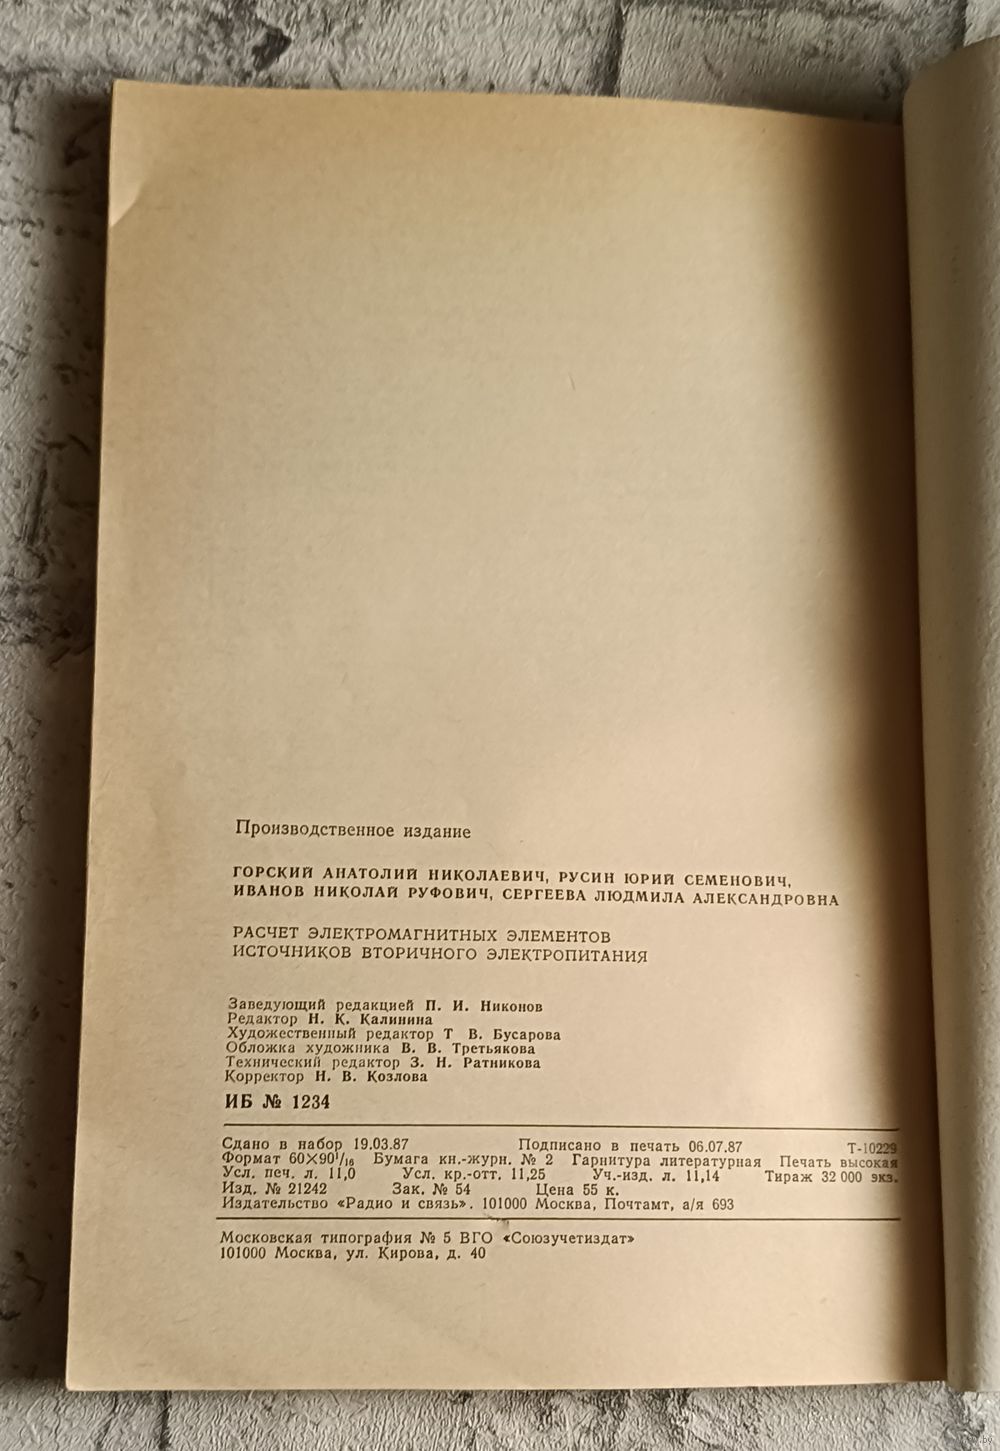 Производственное издание
ГОРСКИЙ АНАТОЛИЙ НИКОЛАЕВИЧ, РУСИН ЮРИЙ СЕМЕНОВИЧ,
ИВАНОВ НИКОЛАЙ РУФОВИЧ, СЕРГЕЕВА ЛЮДМИЛА АЛЕКСАНДРОВНА
РАСЧЕТ ЭЛЕКТРОМАГНИТНЫХ ЭЛЕМЕНТОВ
ИСТОЧНИКОВ ВТОРИЧНОГО ЭЛЕКТРОПИТАНИЯ
Заведующий редакцией П. И. Никонов
Редактор Н. К. Калинина
Художественный редактор Т В. Бусарова
Обложка художника В. В. Третьякова
Технический редактор З. Н. Ратникова
Корректор Н. В. Козлова
ИБ № 1234
Сдано в набор 19.03.87 Подписано в печать 06.07.87 Т-10229
Формат 60×90¹/₁₆ Бумага кн.-журн. № 2 Гарнитура литературная Печать высокая
Усл. печ. л. 11,0 Усл. кр.-отт. 11,25 Уч.-изд. л. 11,14 Тираж 32 000 экз.
Изд. № 21242 Зак. № 54 Цена 55 к.
Издательство «Радио и связь». 101000 Москва, Почтамт, а/я 693
Московская типография № 5 ВГО «Союзучетиздат»
101000 Москва, ул. Кирова, д. 40